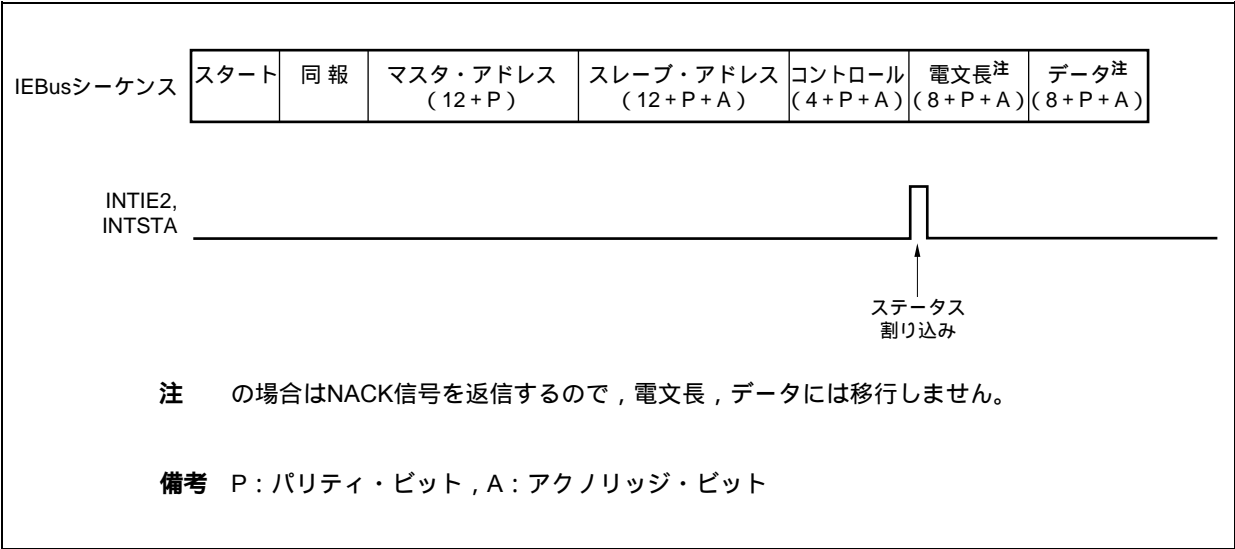 IEBusシーケンス
スタート
同 報
マスタ・アドレス
(12+P)
スレーブ・アドレス
(12+P+A)
コントロール
(4+P+A)
電文長注
(8+P+A)
データ注
(8+P+A)
INTIE2,
INTSTA
ステータス
割り込み
注 の場合はNACK信号を返信するので,電文長,データには移行しません。
備考 P:パリティ・ビット,A:アクノリッジ・ビット